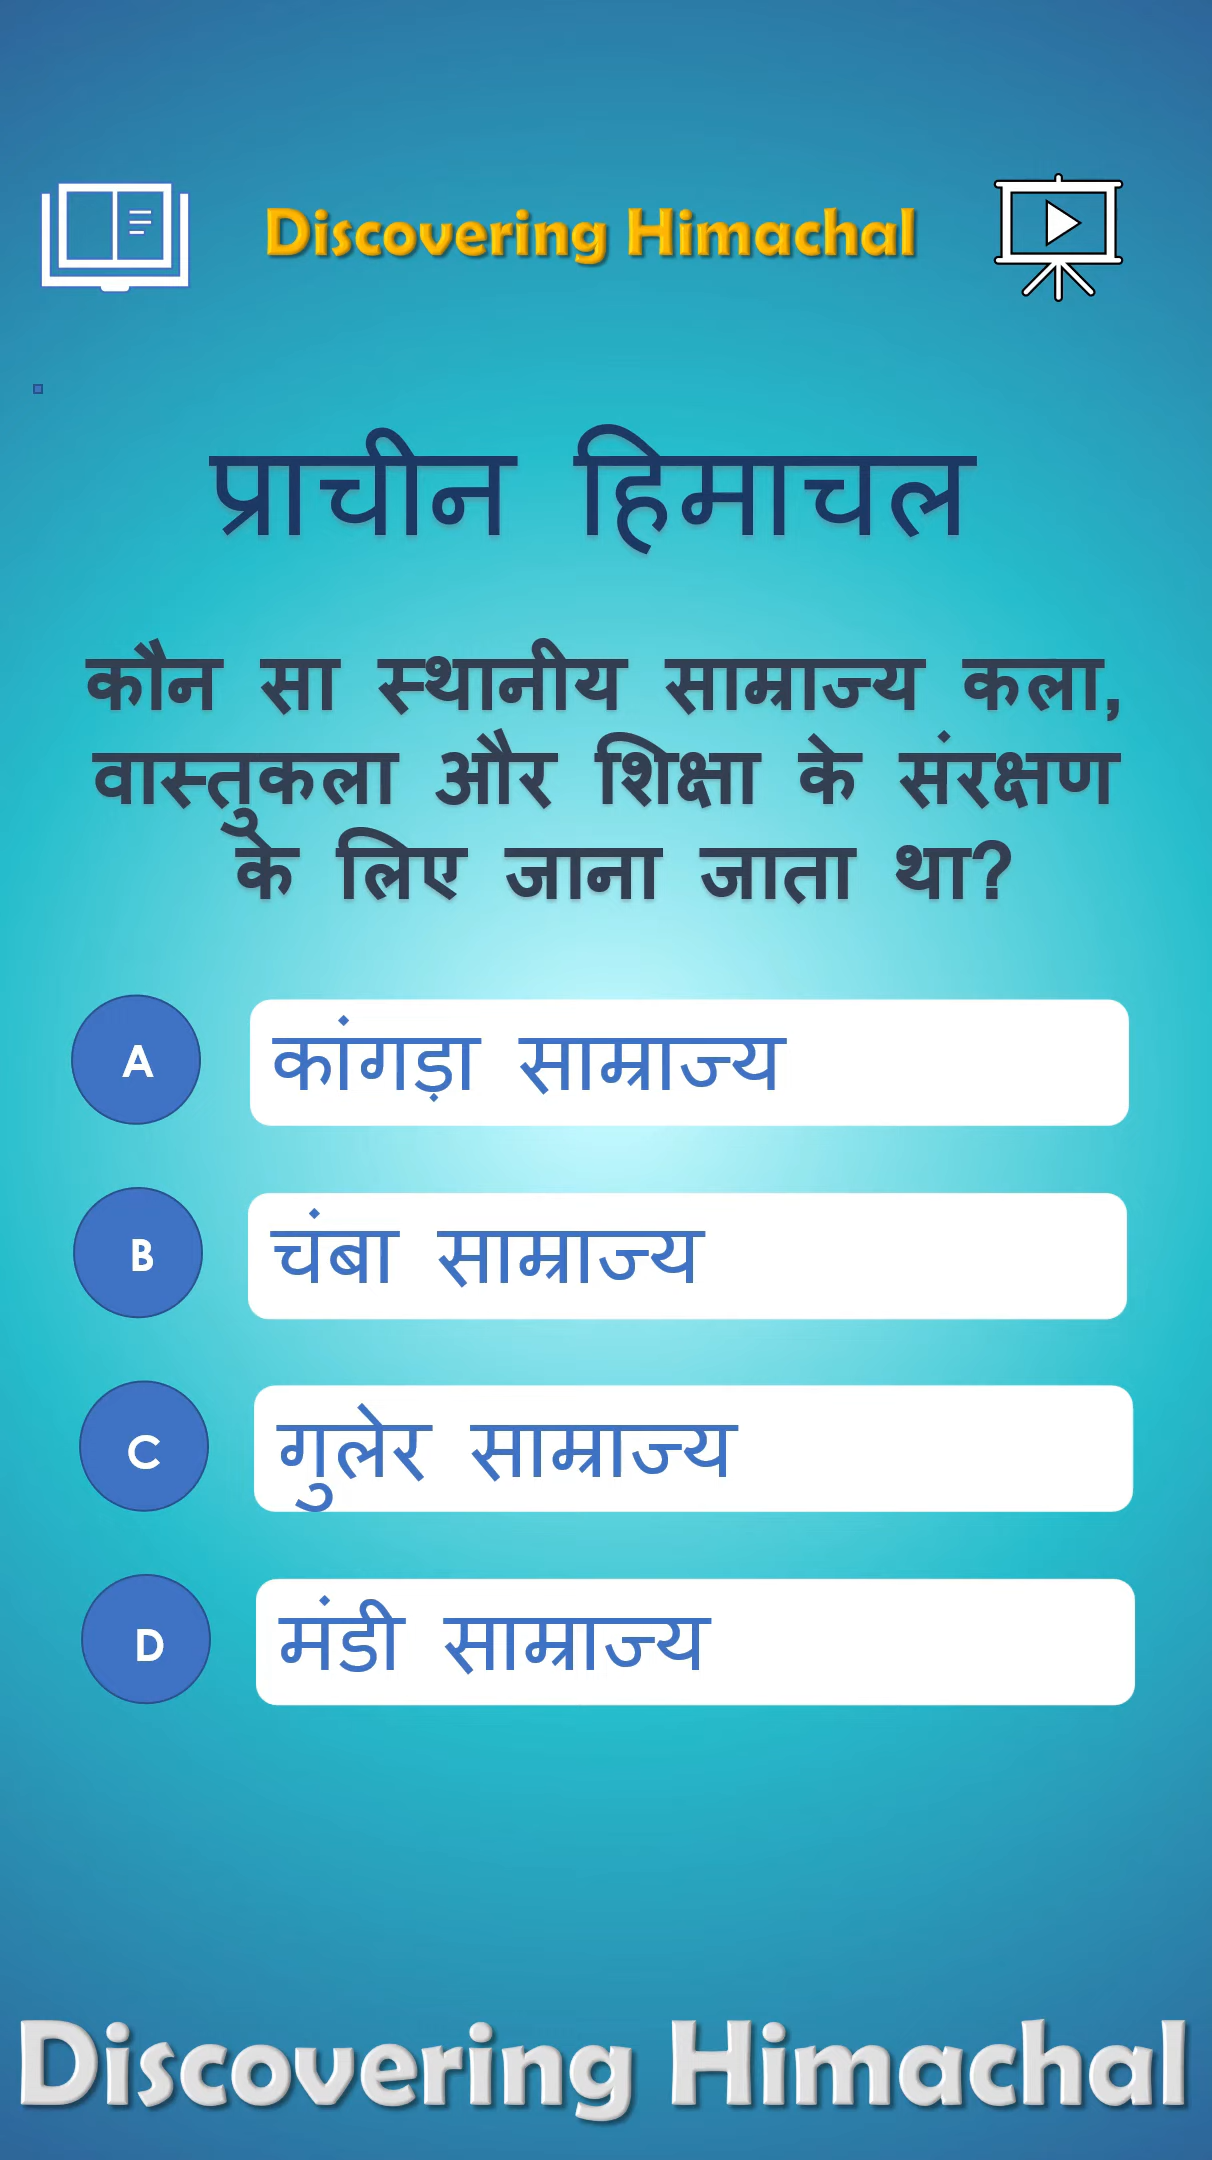 Discovering Himachal
प्राचीन हिमाचल
कौन सा स्थानीय साम्राज्य कला,
वास्तुकला और शिक्षा के संरक्षण
के लिए जाना जाता था?
A
कांगड़ा साम्राज्य
B
चंबा साम्राज्य
C
गुलेर साम्राज्य
D
मंडी साम्राज्य
Discovering Himachal